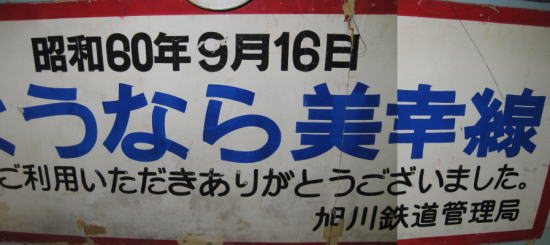 昭和60年9月16日
ようなら美幸線
ご利用いただきありがとうございました。
旭川鉄道管理局